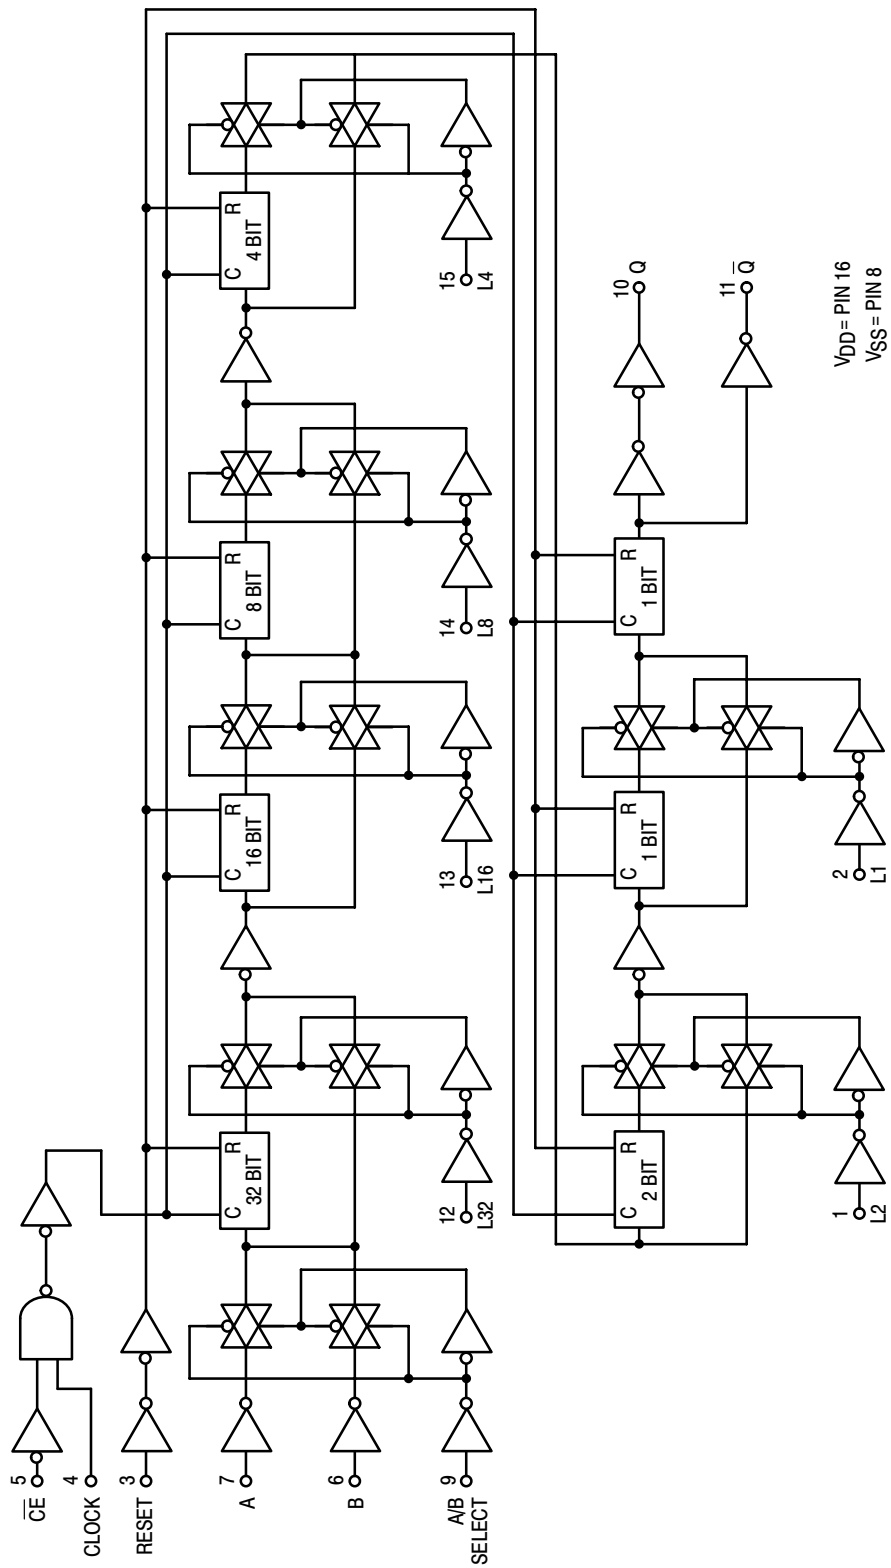 C̅E̅ 5
CLOCK 4
RESET 3
A 7
B 6
A/B SELECT 9
C 32 BIT R
12 L32
C 16 BIT R
13 L16
C 8 BIT R
14 L8
C 4 BIT R
15 L4
C 2 BIT R
1 L2
C 1 BIT R
2 L1
C 1 BIT R
10 Q
11 Q̅
VDD = PIN 16
VSS = PIN 8